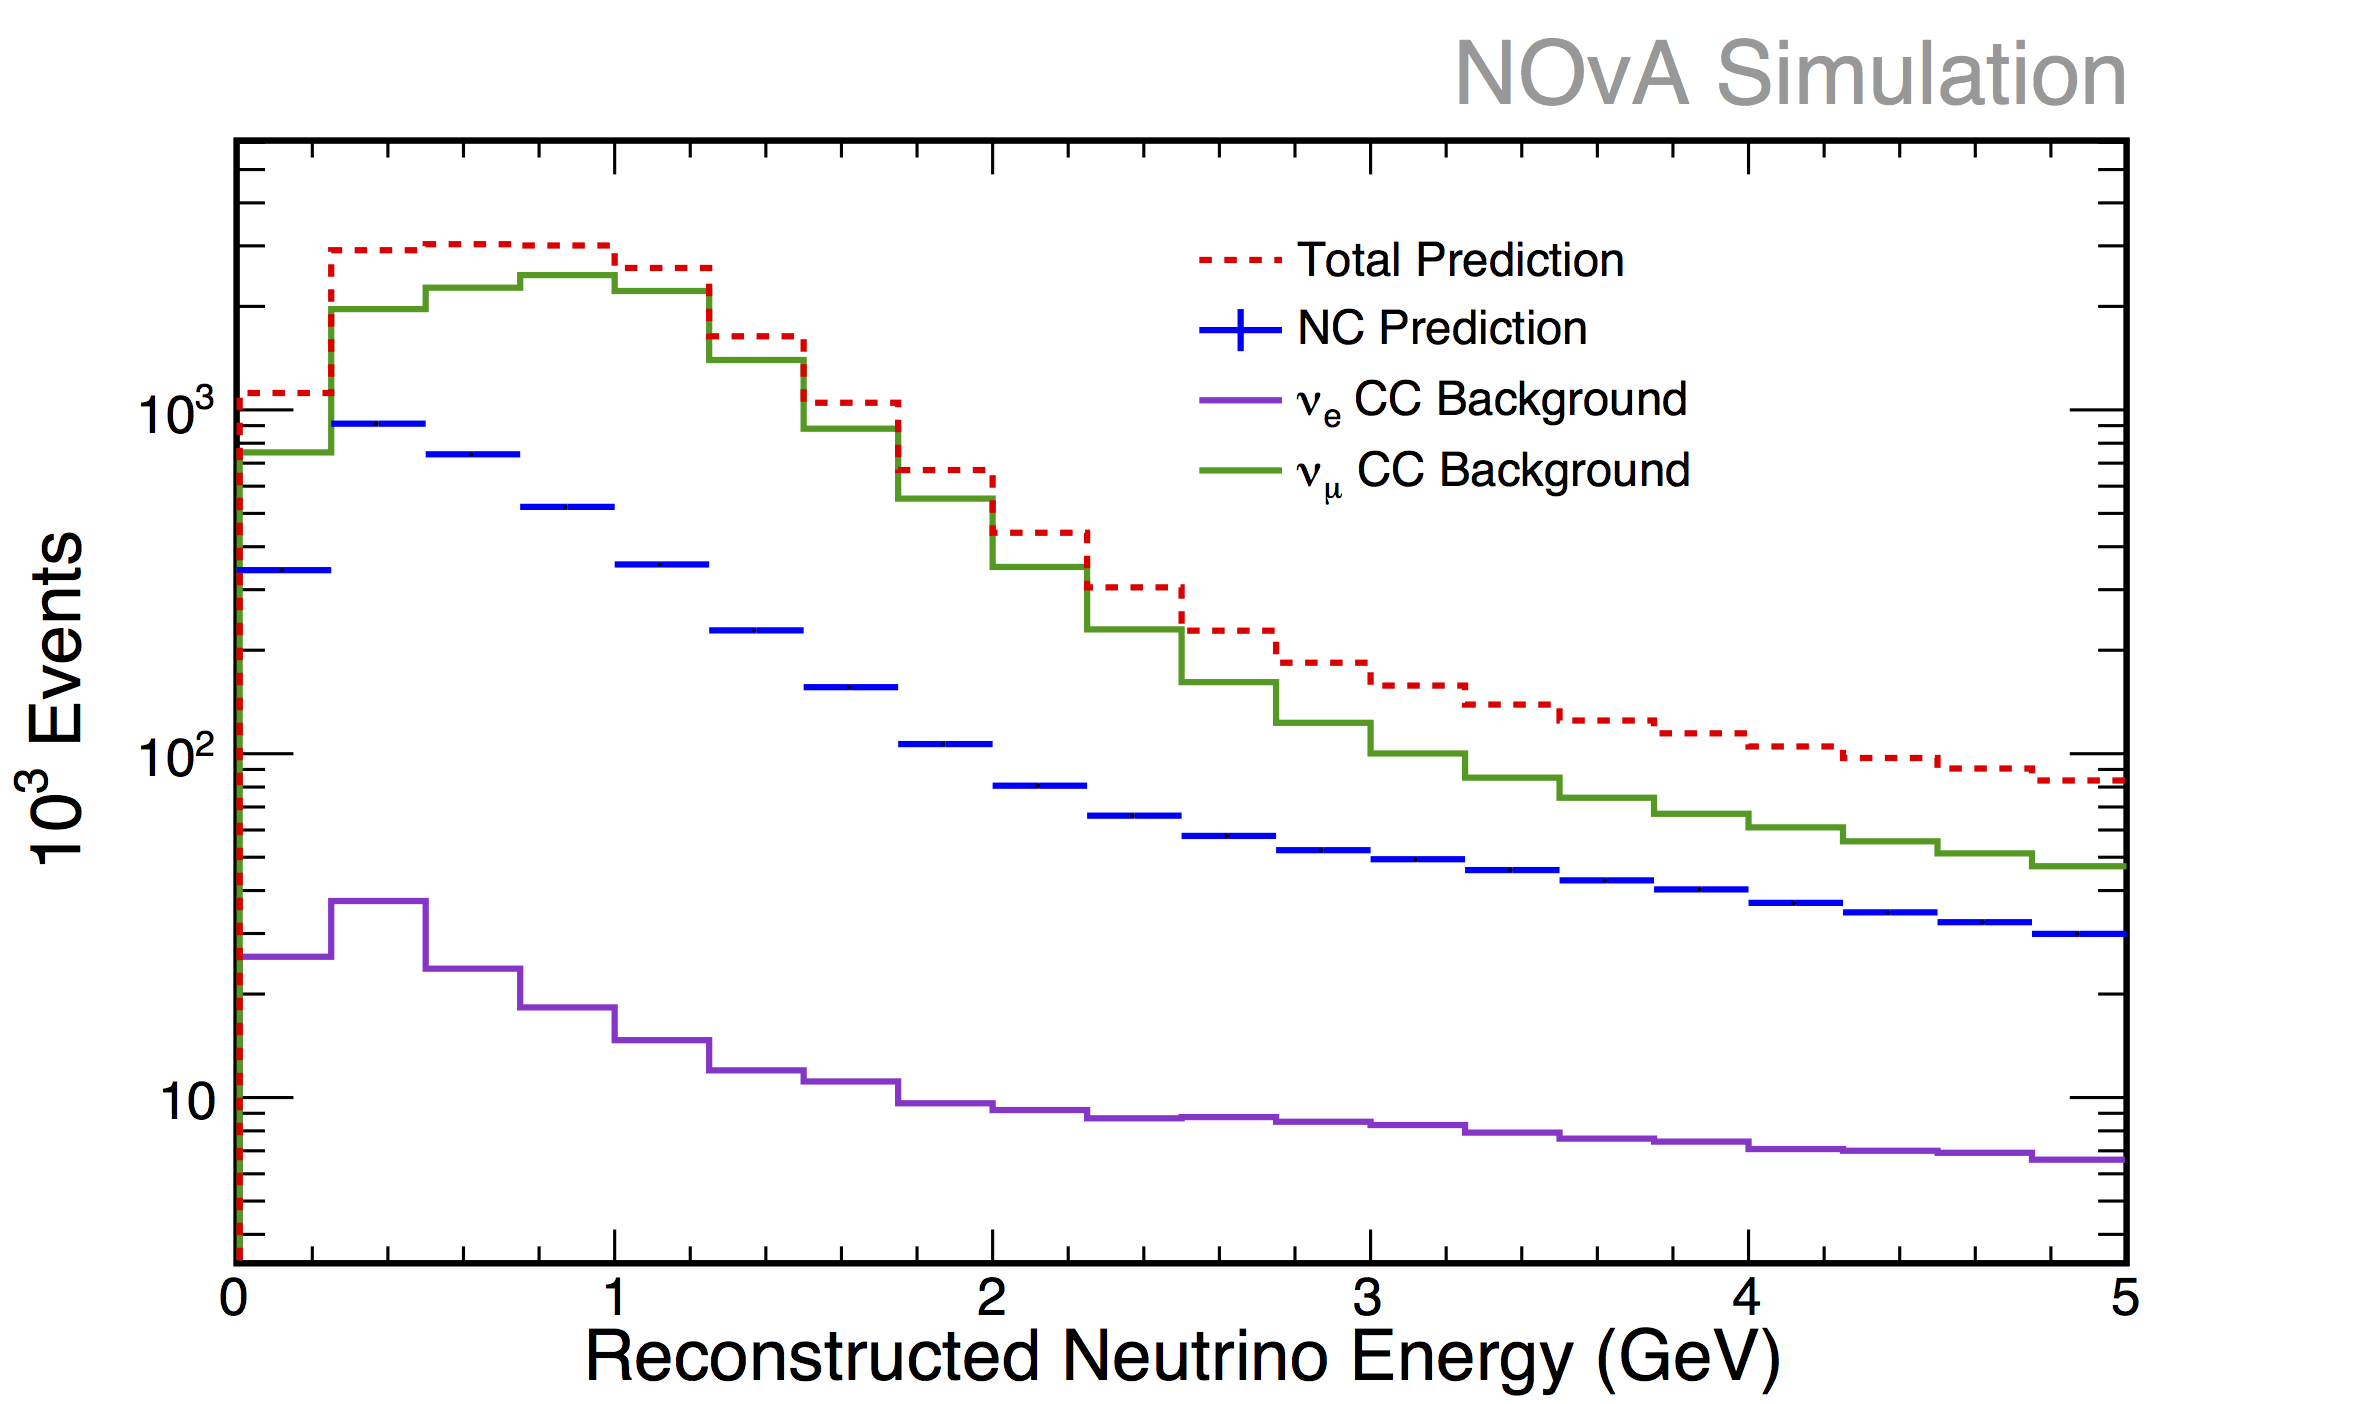 NOvA Simulation
Total Prediction
NC Prediction
νe CC Background
νμ CC Background
10³ Events
10³
10²
10
0 1 2 3 4 5
Reconstructed Neutrino Energy (GeV)